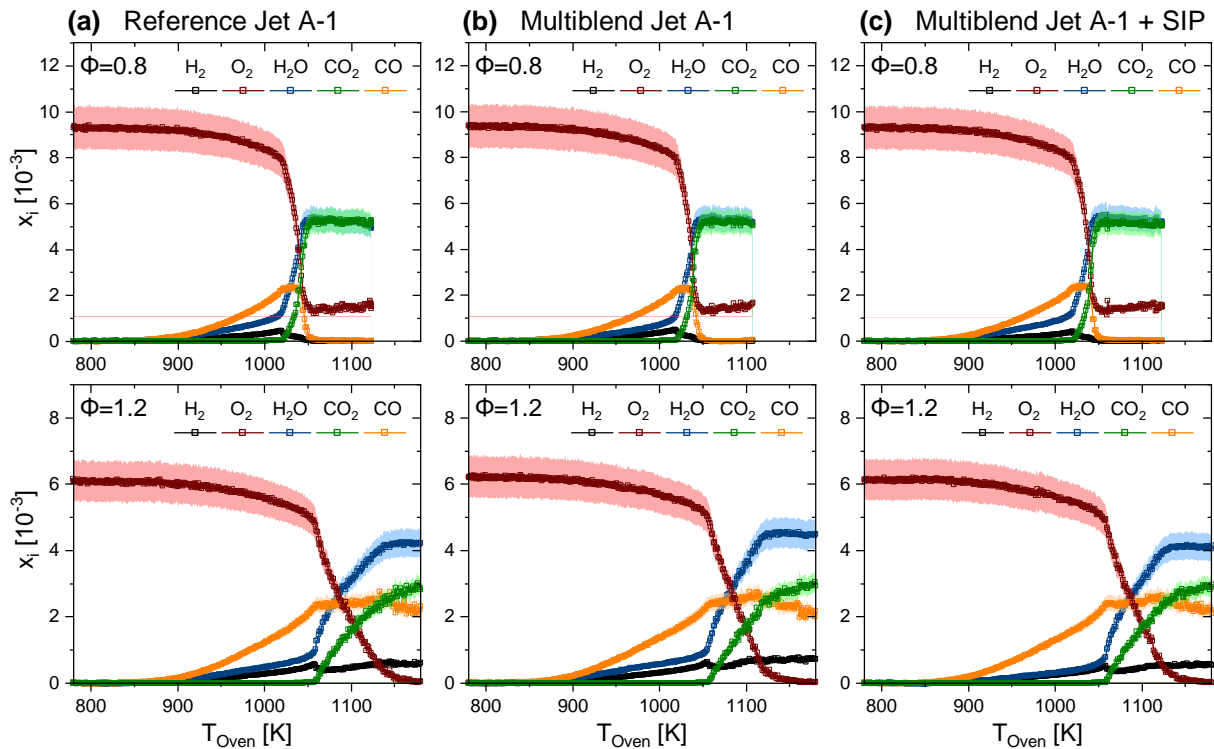 (a) Reference Jet A-1
(b) Multiblend Jet A-1
(c) Multiblend Jet A-1 + SIP
Φ=0.8 H₂ O₂ H₂O CO₂ CO
Φ=0.8 H₂ O₂ H₂O CO₂ CO
Φ=0.8 H₂ O₂ H₂O CO₂ CO
12
10
8
6
4
2
0
xᵢ [10⁻³]
800 900 1000 1100
800 900 1000 1100
800 900 1000 1100
Φ=1.2 H₂ O₂ H₂O CO₂ CO
Φ=1.2 H₂ O₂ H₂O CO₂ CO
Φ=1.2 H₂ O₂ H₂O CO₂ CO
8
6
4
2
0
xᵢ [10⁻³]
800 900 1000 1100
800 900 1000 1100
800 900 1000 1100
T_Oven [K]
T_Oven [K]
T_Oven [K]